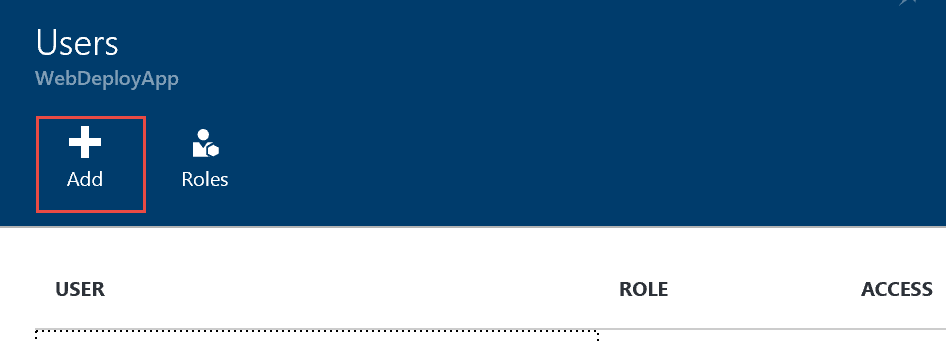 Users
WebDeployApp
Add Roles
USER ROLE ACCESS